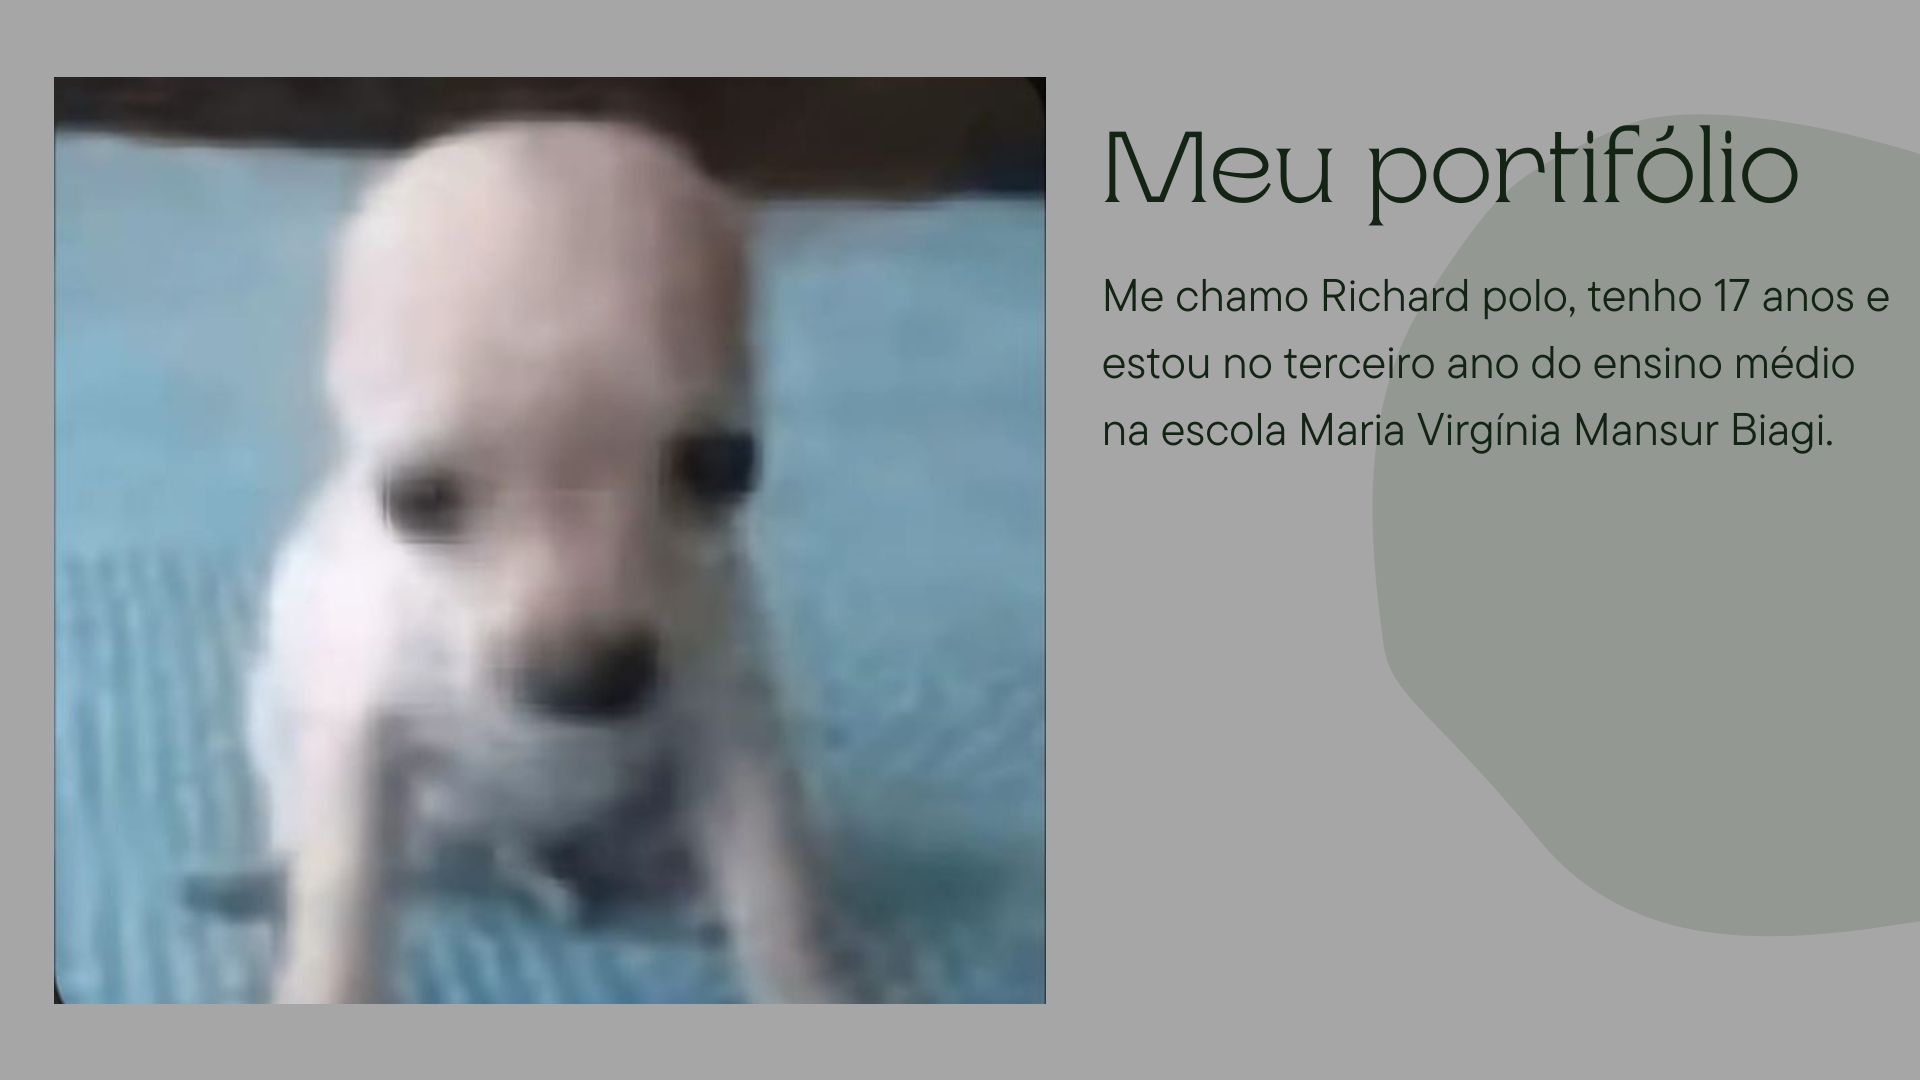 Meu portifólio
Me chamo Richard polo, tenho 17 anos e
estou no terceiro ano do ensino médio
na escola Maria Virgínia Mansur Biagi.